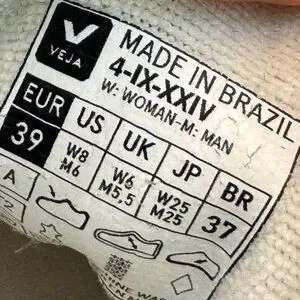 VEJA
MADE IN BRAZIL
4-IX-XXIV
W: WOMAN-M: MAN
EUR US UK JP BR
39 W8 M6 W6 M5,5 W25 M25 37
A